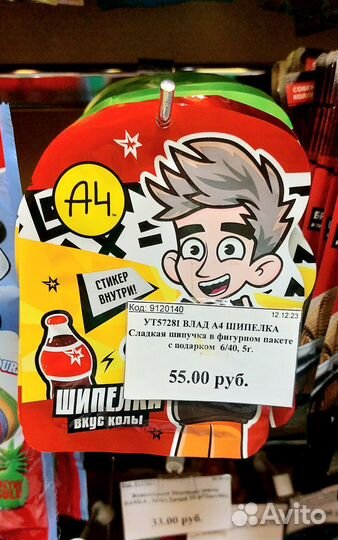 A4
СТИКЕР
ВНУТРИ!
Код: 9120140
12.12.23
УТ57281 ВЛАД А4 ШИПЕЛКА
Сладкая шипучка в фигурном пакете
с подарком 6/40, 5г.
55.00 руб.
ШИПЕЛКА
ВКУС КОЛЫ
33.00 руб.
Avito